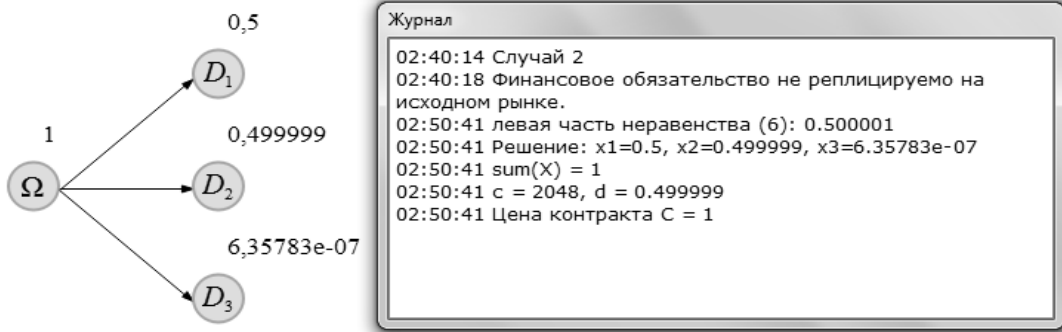 0,5
D₁
1
0,499999
Ω
D₂
6,35783e-07
D₃
Журнал
02:40:14 Случай 2
02:40:18 Финансовое обязательство не реплицируемо на
исходном рынке.
02:50:41 левая часть неравенства (6): 0.500001
02:50:41 Решение: x1=0.5, x2=0.499999, x3=6.35783e-07
02:50:41 sum(X) = 1
02:50:41 c = 2048, d = 0.499999
02:50:41 Цена контракта C = 1